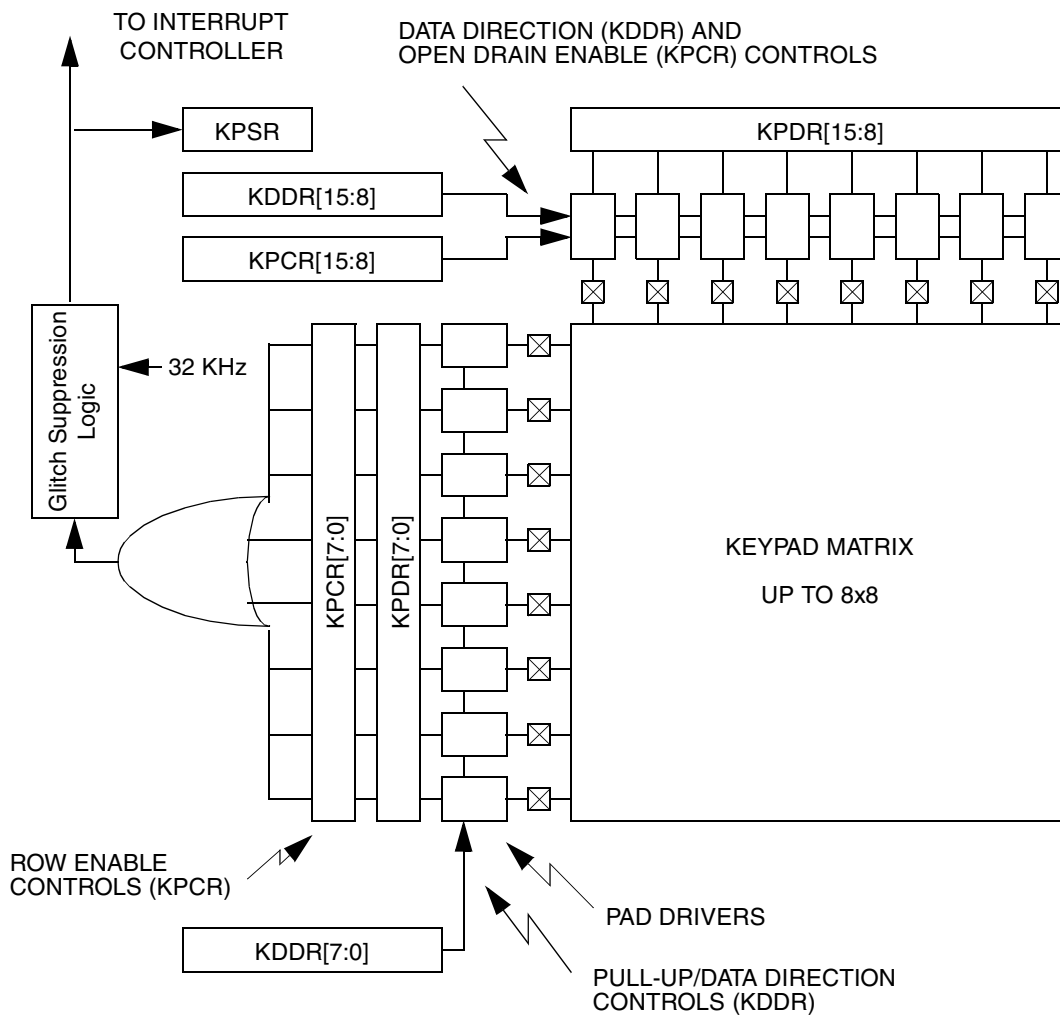 TO INTERRUPT
CONTROLLER
DATA DIRECTION (KDDR) AND
OPEN DRAIN ENABLE (KPCR) CONTROLS
KPSR
KPDR[15:8]
KDDR[15:8]
KPCR[15:8]
Glitch Suppression
Logic
32 KHz
KPCR[7:0]
KPDR[7:0]
KEYPAD MATRIX
UP TO 8x8
ROW ENABLE
CONTROLS (KPCR)
PAD DRIVERS
KDDR[7:0]
PULL-UP/DATA DIRECTION
CONTROLS (KDDR)